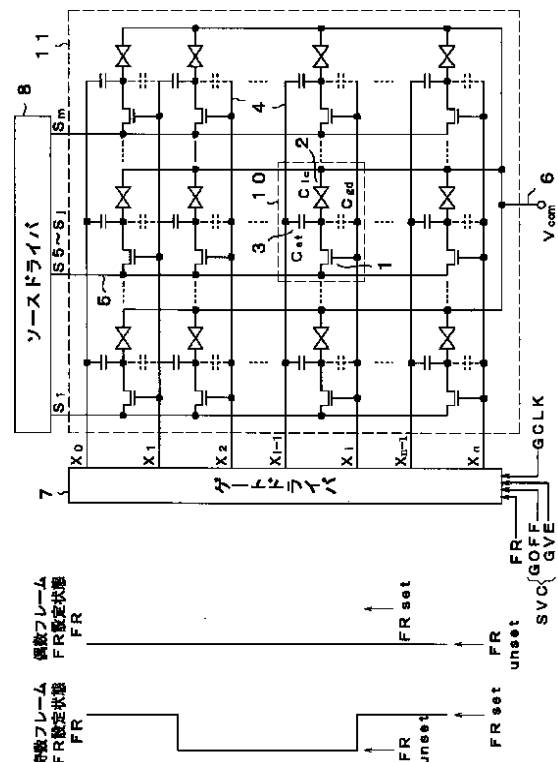 ソースドライバ
8
11
S1
S5~Sj
Sm
5
4
10
2
Clc
3
Cst
Cgd
1
6
Vcom
X0
X1
X2
Xi-1
Xi
Xn-1
Xn
7
ゲートドライバ
FR
GOFF
GVE
SVC
GCLK
偶数フレーム
FR設定状態
FR
FR set
FR
unset
奇数フレーム
FR設定状態
FR
FR
unset
FR set